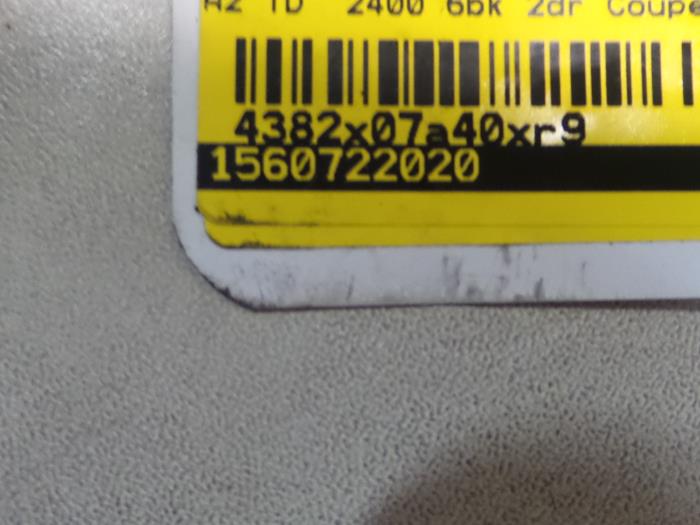 A2 TD 2400 6bk 2dr Coupe
4382x07a40xr9
1560722020